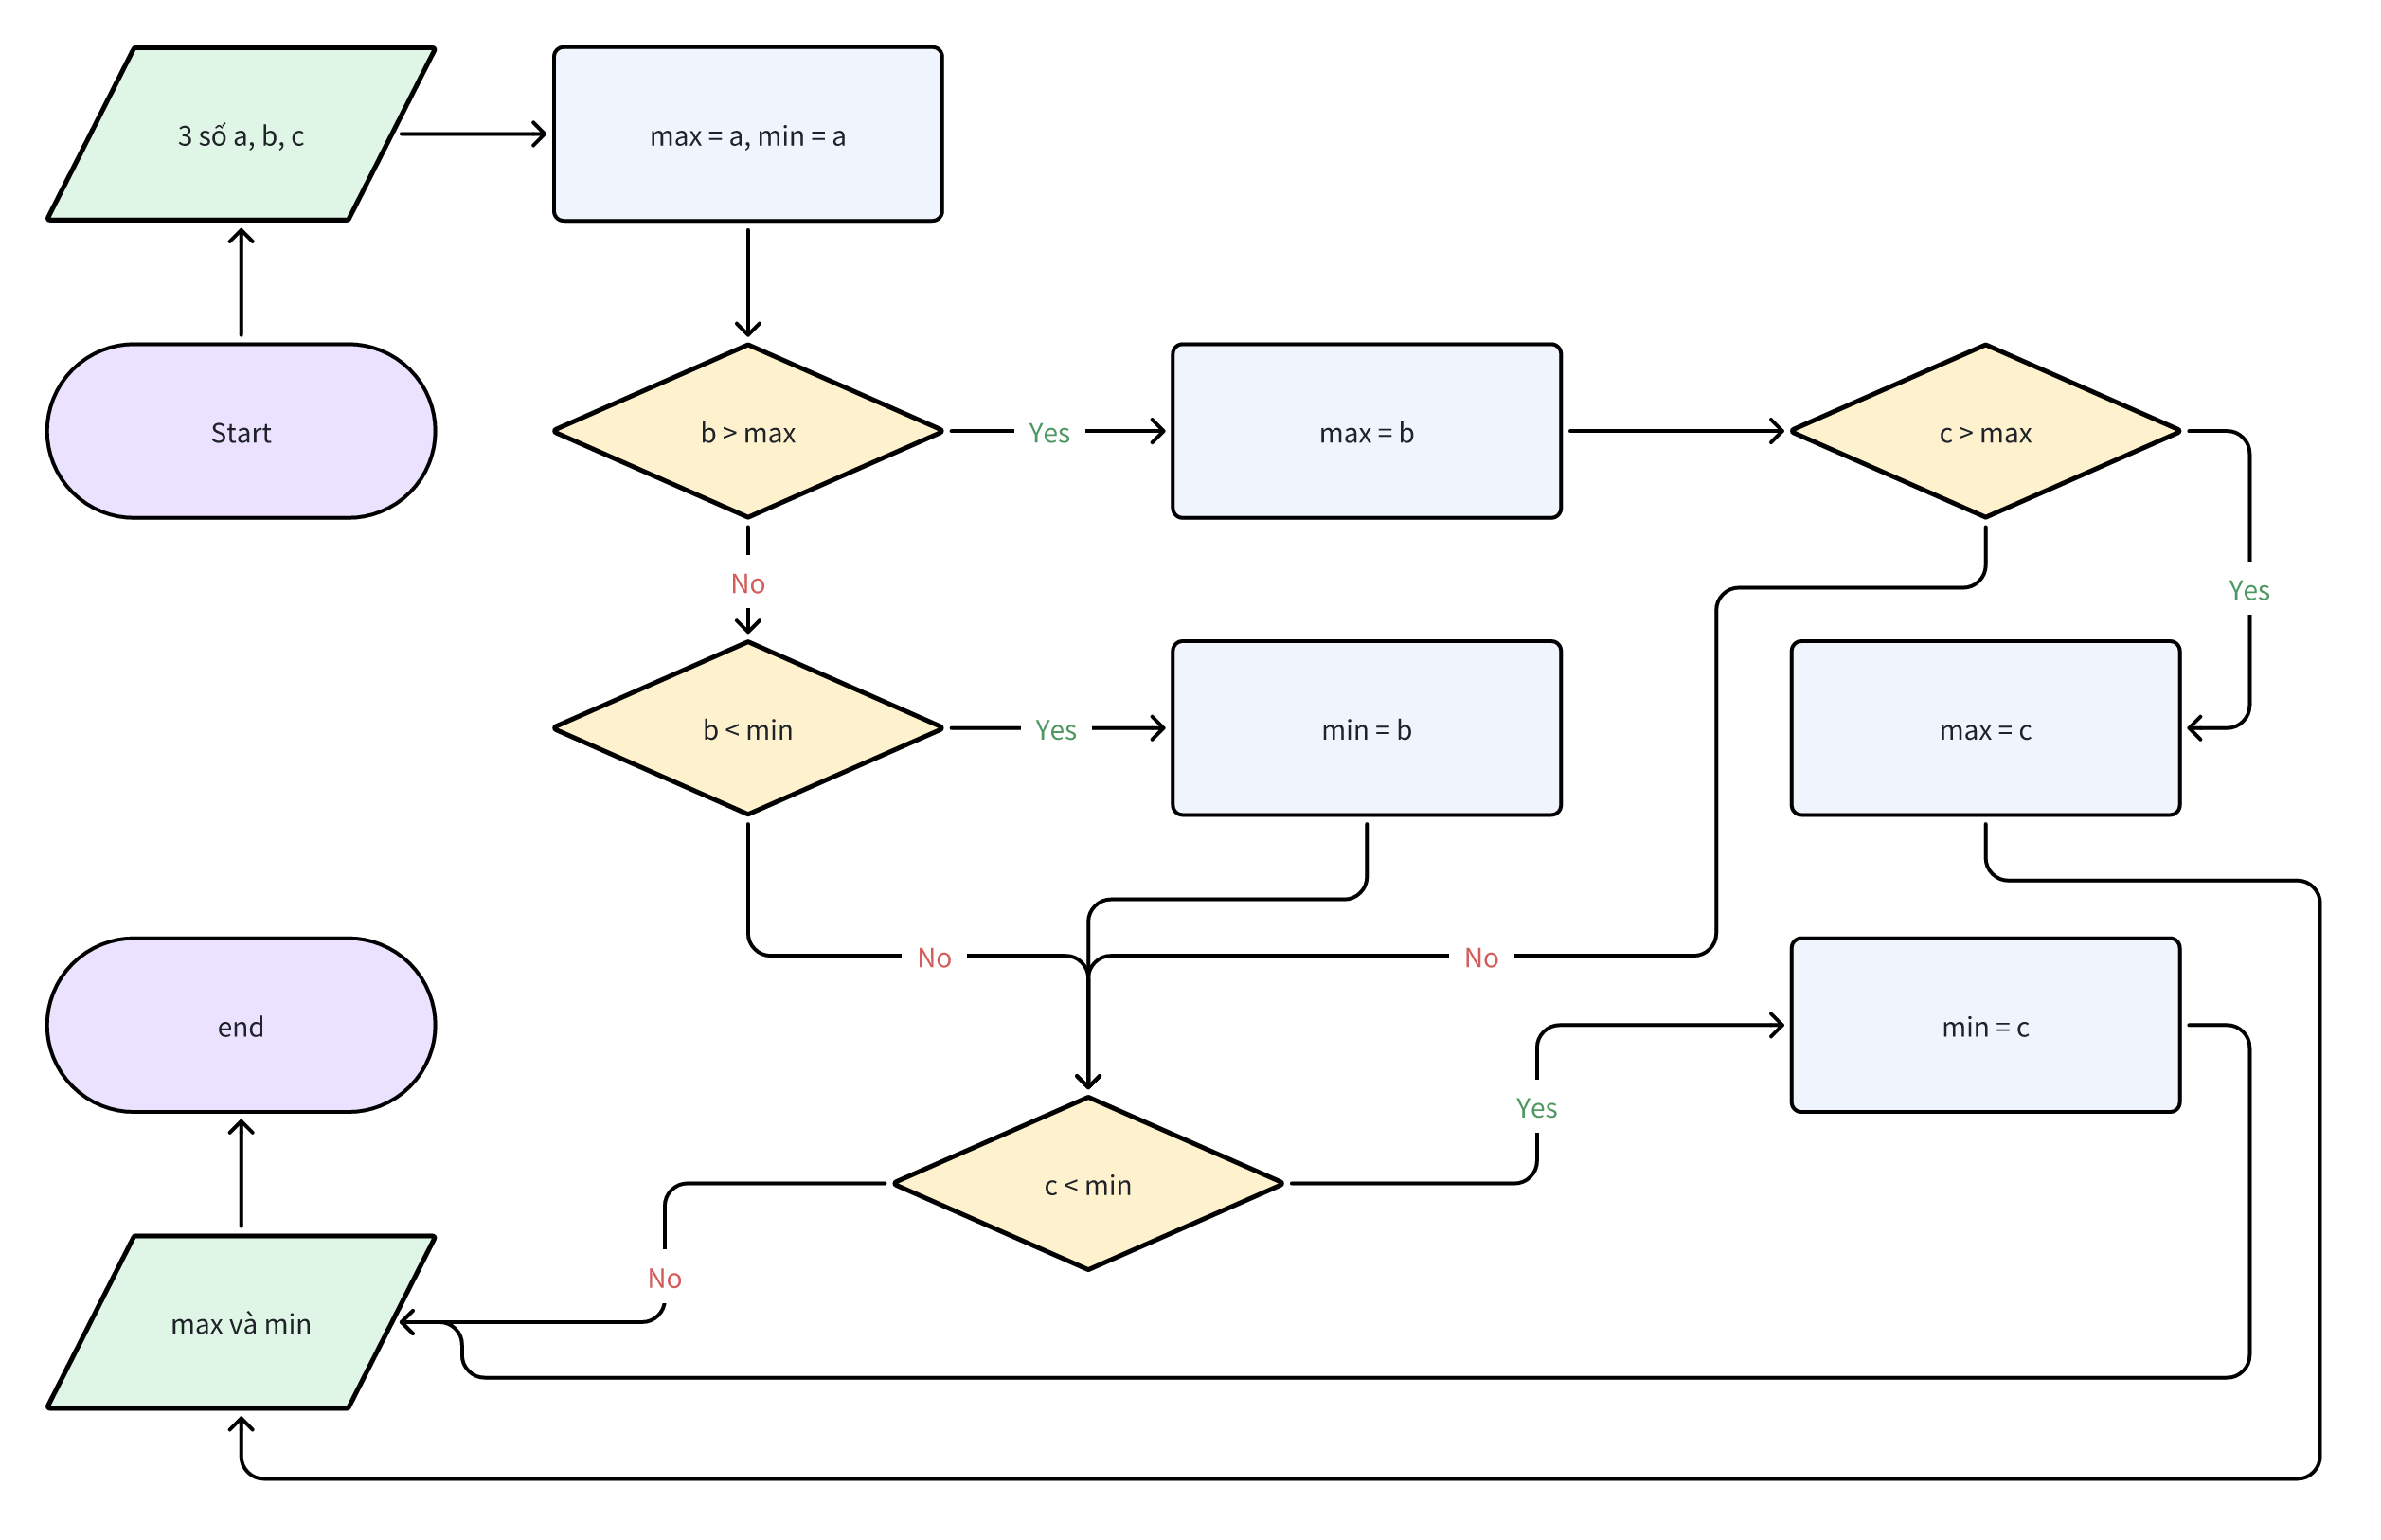 3 số a, b, c
max = a, min = a
Start
b > max
Yes
max = b
c > max
No
Yes
b < min
Yes
min = b
max = c
No
No
end
min = c
Yes
c < min
No
max và min